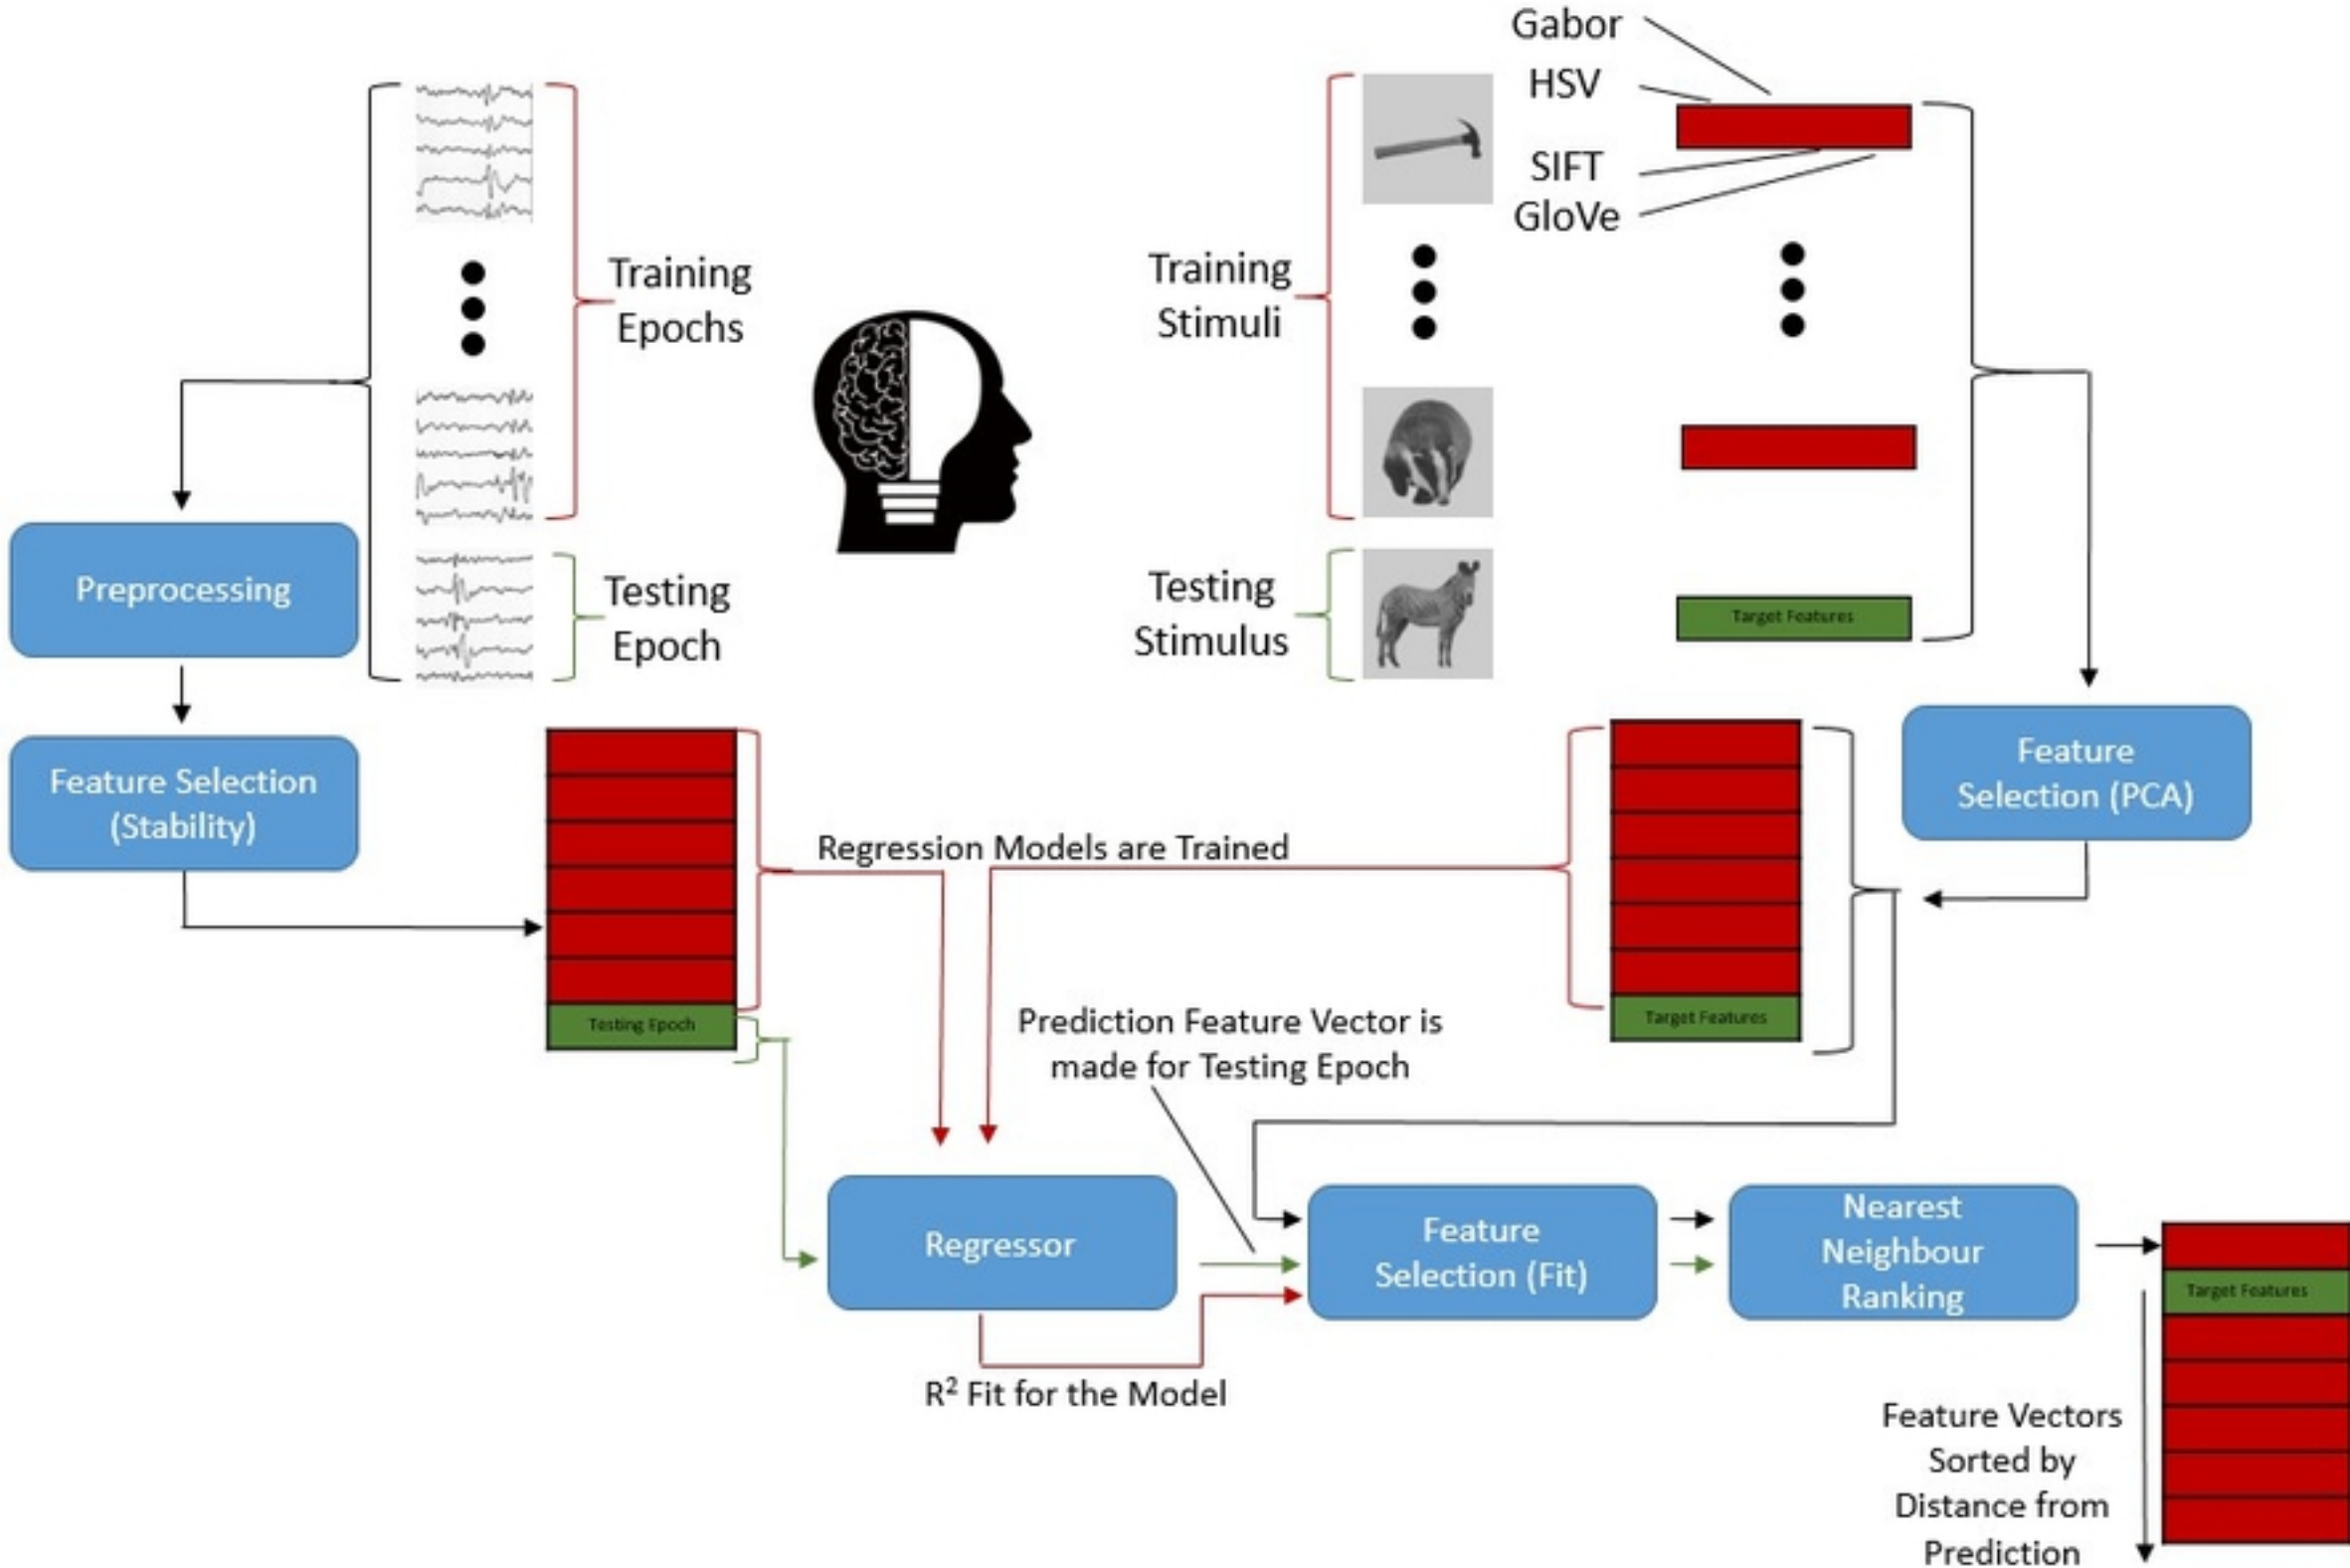 Gabor
HSV
SIFT
GloVe
Training
Epochs
Training
Stimuli
Testing
Epoch
Testing
Stimulus
Target Features
Preprocessing
Feature Selection
(Stability)
Feature
Selection (PCA)
Regression Models are Trained
Testing Epoch
Target Features
Prediction Feature Vector is
made for Testing Epoch
Regressor
Feature
Selection (Fit)
Nearest
Neighbour
Ranking
Target Features
R² Fit for the Model
Feature Vectors
Sorted by
Distance from
Prediction